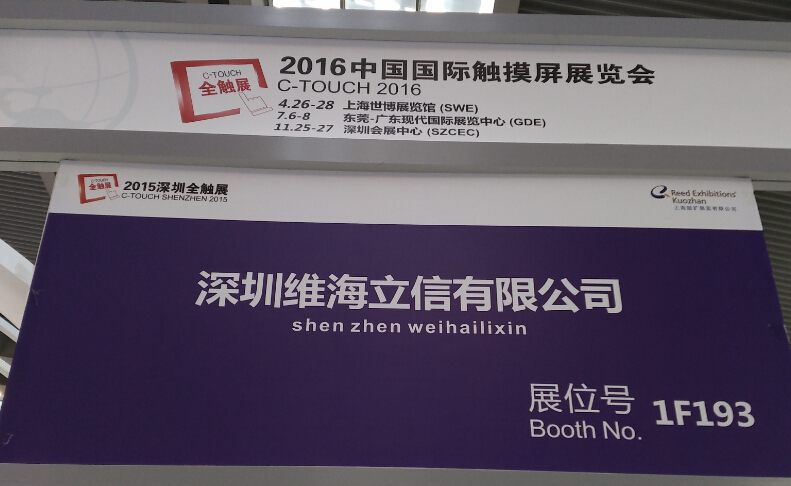 C-TOUCH
全触展
2016中国国际触摸屏展览会
C-TOUCH 2016
4.26-28 上海世博展览馆 (SWE)
7.6-8 东莞-广东现代国际展览中心 (GDE)
11.25-27 深圳会展中心 (SZCEC)
C-TOUCH
全触展
2015深圳全触展
C-TOUCH SHENZHEN 2015
Reed Exhibitions
Kuozhan
深圳维海立信有限公司
shen zhen weihailixin
展位号
Booth No.
1F193